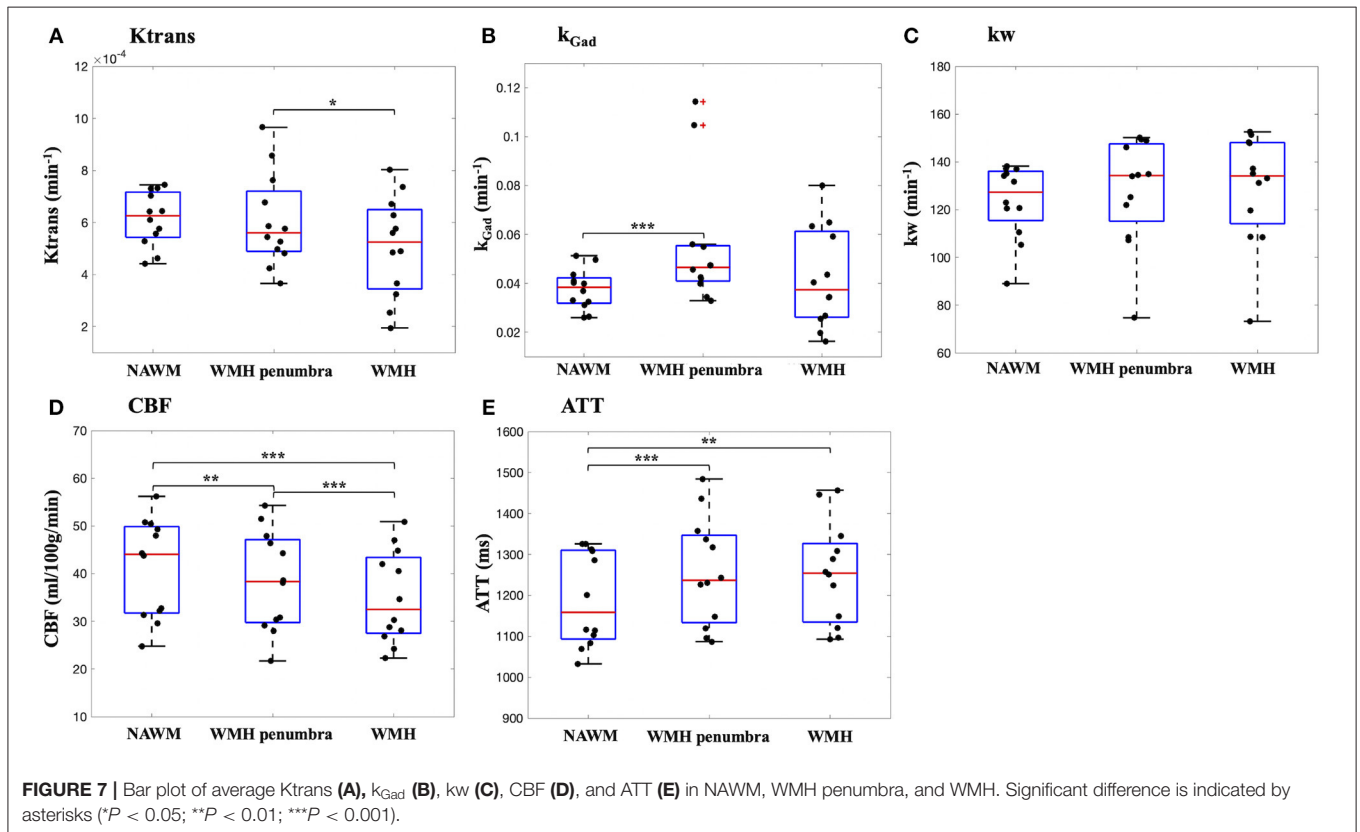 A Ktrans
×10⁻⁴
12
10
8
6
4
2
Ktrans (min⁻¹)
*
NAWM WMH penumbra WMH
B kGad
0.12
0.1
0.08
0.06
0.04
0.02
kGad (min⁻¹)
***
NAWM WMH penumbra WMH
C kw
180
160
140
120
100
80
60
kw (min⁻¹)
NAWM WMH penumbra WMH
D CBF
70
60
50
40
30
20
10
CBF (ml/100g/min)
***
** ***
NAWM WMH penumbra WMH
E ATT
1600
1500
1400
1300
1200
1100
1000
900
ATT (ms)
**
***
NAWM WMH penumbra WMH
FIGURE 7 | Bar plot of average Ktrans (A), kGad (B), kw (C), CBF (D), and ATT (E) in NAWM, WMH penumbra, and WMH. Significant difference is indicated by
asterisks (*P < 0.05; **P < 0.01; ***P < 0.001).